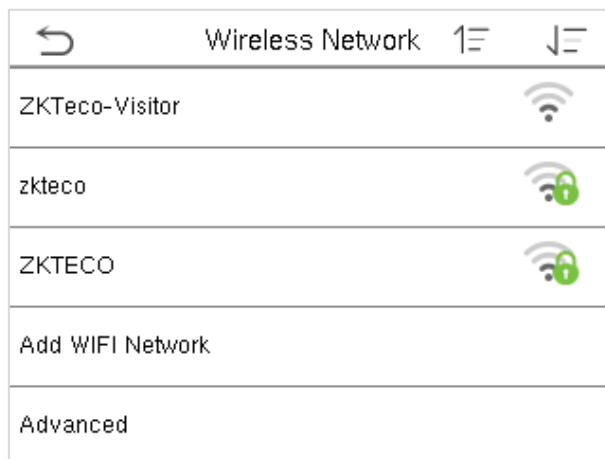 Wireless Network
ZKTeco-Visitor
zkteco
ZKTECO
Add WIFI Network
Advanced